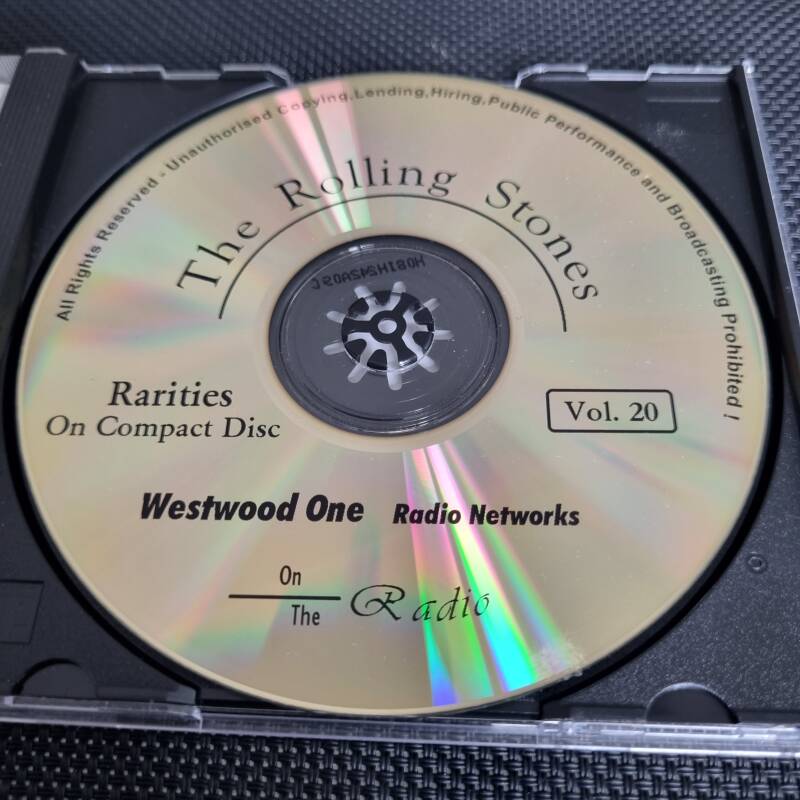 All Rights Reserved - Unauthorised Copying,Lending,Hiring,Public Performance and Broadcasting Prohibited !
The Rolling Stones
Rarities
On Compact Disc
Vol. 20
Westwood One Radio Networks
On
The Radio